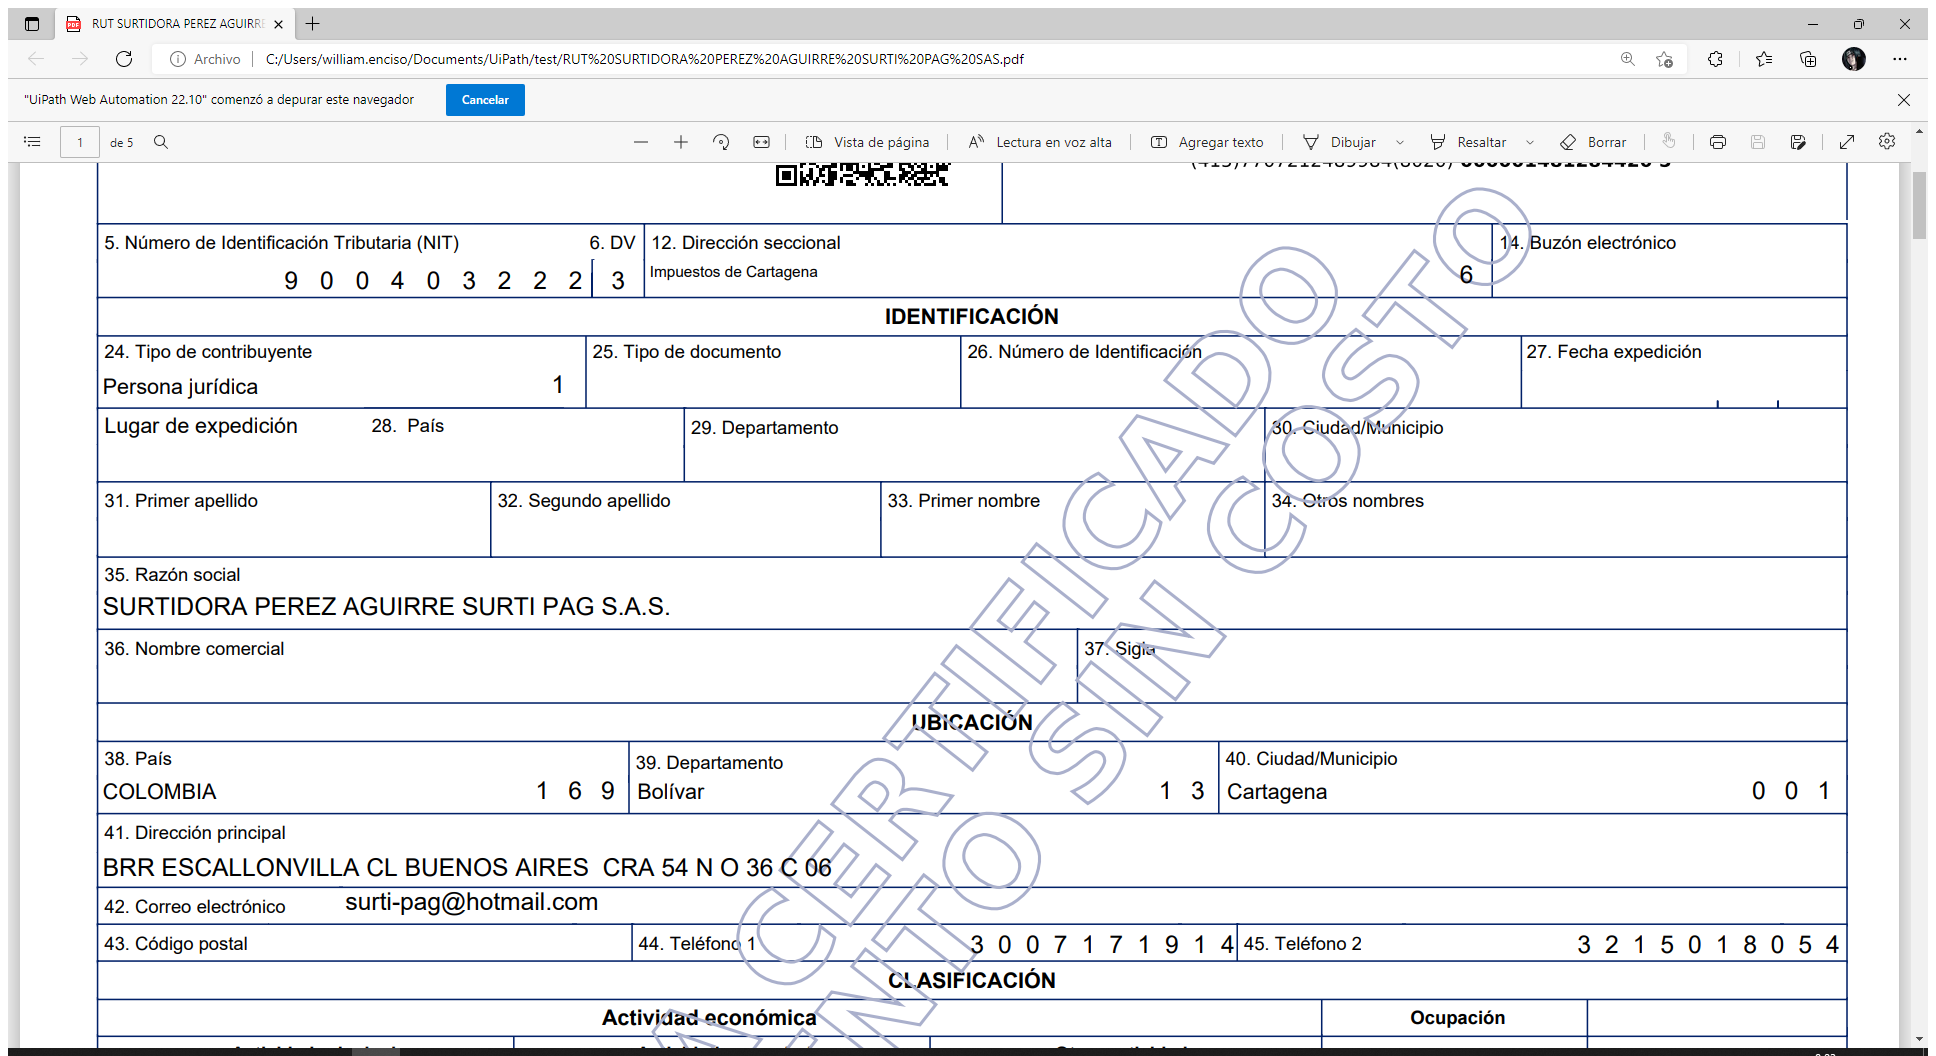 RUT SURTIDORA PEREZ AGUIRRE
Archivo C:/Users/william.enciso/Documents/UiPath/test/RUT%20SURTIDORA%20PEREZ%20AGUIRRE%20SURTI%20PAG%20SAS.pdf
"UiPath Web Automation 22.10" comenzó a depurar este navegador Cancelar
1 de 5 Vista de página Lectura en voz alta Agregar texto Dibujar Resaltar Borrar
5. Número de Identificación Tributaria (NIT) 6. DV 12. Dirección seccional 14. Buzón electrónico
9 0 0 4 0 3 2 2 2 3 Impuestos de Cartagena 6
IDENTIFICACIÓN
24. Tipo de contribuyente 25. Tipo de documento 26. Número de Identificación 27. Fecha expedición
Persona jurídica 1
Lugar de expedición 28. País 29. Departamento 30. Ciudad/Municipio
31. Primer apellido 32. Segundo apellido 33. Primer nombre 34. Otros nombres
35. Razón social
SURTIDORA PEREZ AGUIRRE SURTI PAG S.A.S.
36. Nombre comercial 37. Sigla
UBICACIÓN
38. País 39. Departamento 40. Ciudad/Municipio
COLOMBIA 1 6 9 Bolívar 1 3 Cartagena 0 0 1
41. Dirección principal
BRR ESCALLONVILLA CL BUENOS AIRES CRA 54 N O 36 C 06
42. Correo electrónico surti-pag@hotmail.com
43. Código postal 44. Teléfono 1 3 0 0 7 1 7 1 9 1 4 45. Teléfono 2 3 2 1 5 0 1 8 0 5 4
CLASIFICACIÓN
Actividad económica Ocupación
CERTIFICADO
SIN COSTO